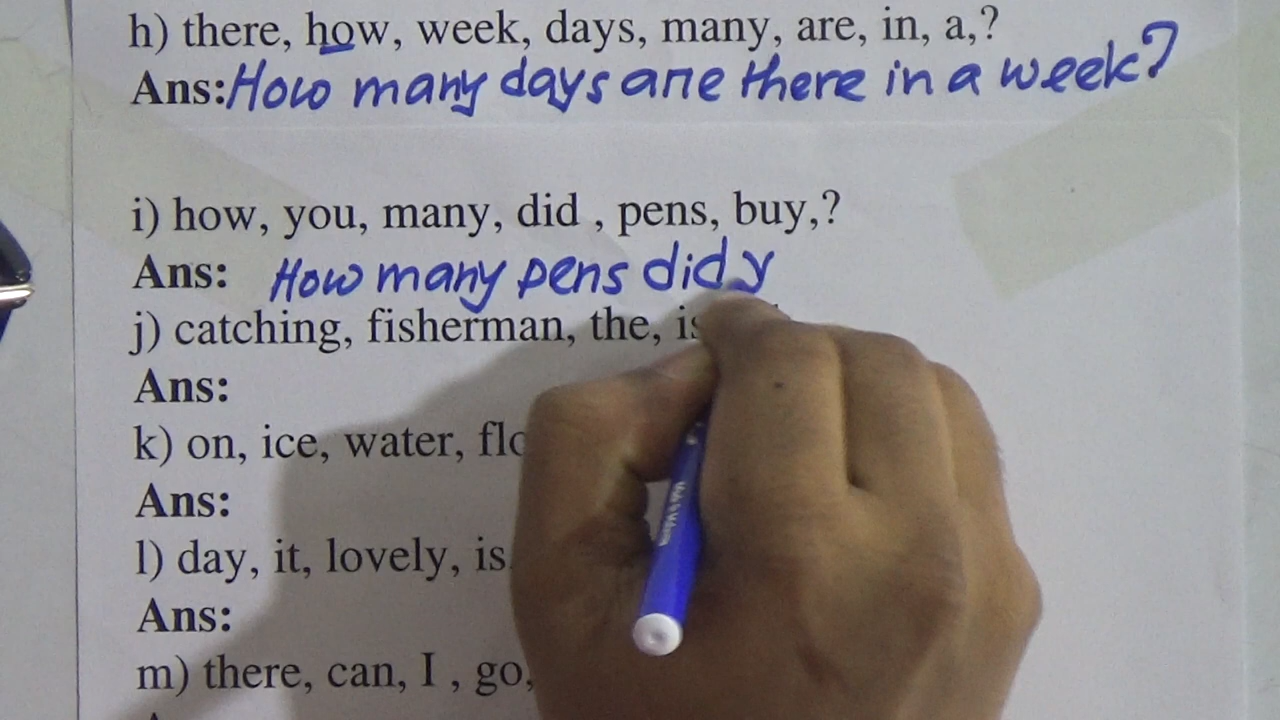 h) there, how, week, days, many, are, in, a,?
Ans: How many days are there in a week?
i) how, you, many, did , pens, buy,?
Ans: How many pens did y
j) catching, fisherman, the,
Ans:
k) on, ice, water,
Ans:
l) day, it, lovely, is
Ans:
m) there, can, I , go,